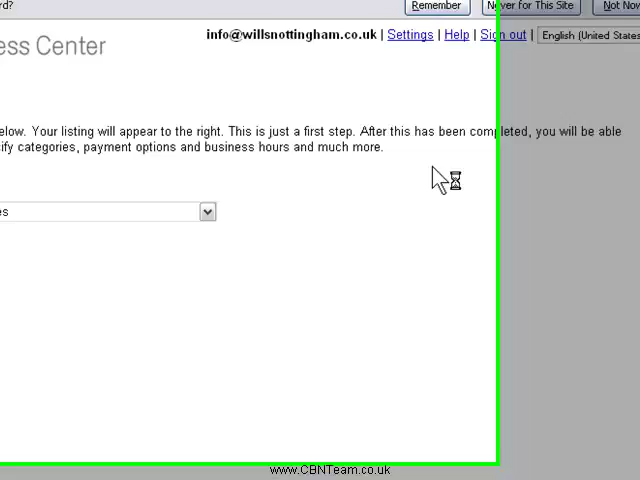 rd?
Remember
Never for This Site
Not Now
ess Center
info@willsnottingham.co.uk | Settings | Help | Sign out | English (United States
elow. Your listing will appear to the right. This is just a first step. After this has been completed, you will be able
ify categories, payment options and business hours and much more.
es
www.CBNTeam.co.uk